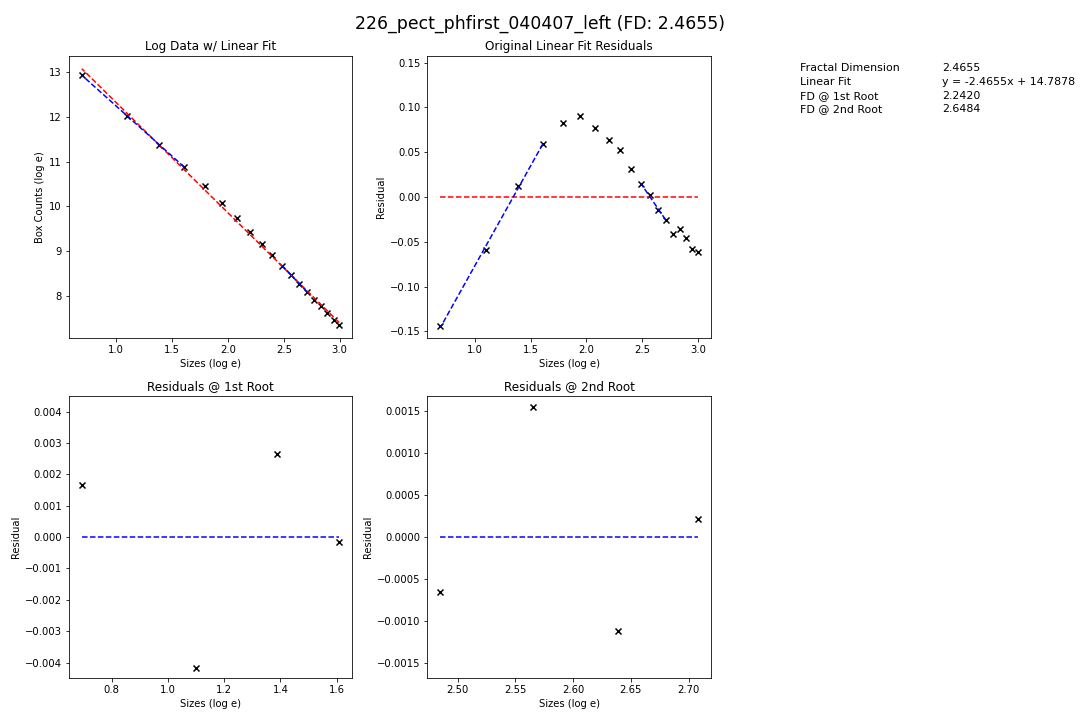 226_pect_phfirst_040407_left (FD: 2.4655)
Log Data w/ Linear Fit
13
12
11
10
9
8
Box Counts (log e)
1.0 1.5 2.0 2.5 3.0
Sizes (log e)
Original Linear Fit Residuals
0.15
0.10
0.05
0.00
−0.05
−0.10
−0.15
Residual
1.0 1.5 2.0 2.5 3.0
Sizes (log e)
Fractal Dimension 2.4655
Linear Fit y = -2.4655x + 14.7878
FD @ 1st Root 2.2420
FD @ 2nd Root 2.6484
Residuals @ 1st Root
0.004
0.003
0.002
0.001
0.000
−0.001
−0.002
−0.003
−0.004
Residual
0.8 1.0 1.2 1.4 1.6
Sizes (log e)
Residuals @ 2nd Root
0.0015
0.0010
0.0005
0.0000
−0.0005
−0.0010
−0.0015
Residual
2.50 2.55 2.60 2.65 2.70
Sizes (log e)